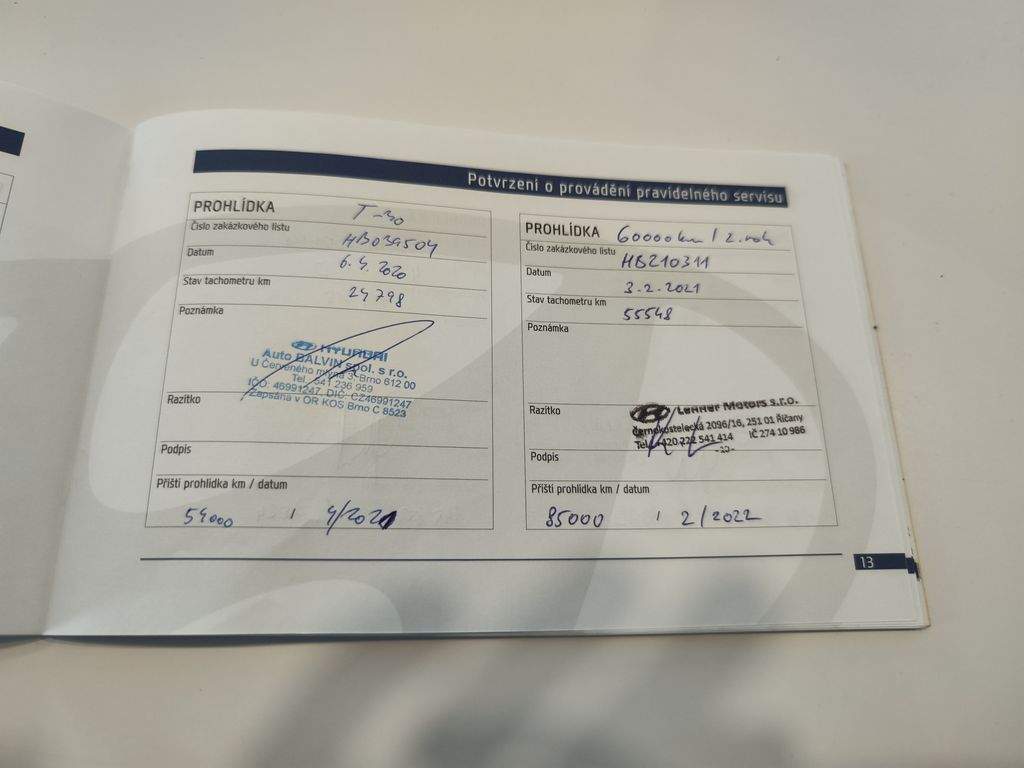 Potvrzení o provádění pravidelného servisu
PROHLÍDKA T-30
Číslo zakázkového listu HB039504
Datum 6.4.2020
Stav tachometru km 24798
Poznámka
HYUNDAI
Auto BALVIN spol. s r.o.
U Červeného mlýna 3, Brno 612 00
Tel. 541 236 959
IČO: 46991247, DIČ: CZ46991247
Zapsána v OR KOS Brno C 8523
Razítko
Podpis
Příští prohlídka km / datum
54000 / 4/2021
PROHLÍDKA 60000km / 2. rok
Číslo zakázkového listu HB210311
Datum 3.2.2021
Stav tachometru km 55548
Poznámka
Razítko
Lenner Motors s.r.o.
Černokostelecká 2096/16, 251 01 Říčany
Tel. +420 222 541 414 IČ 274 10 986
Podpis
Příští prohlídka km / datum
85000 / 2/2022
13